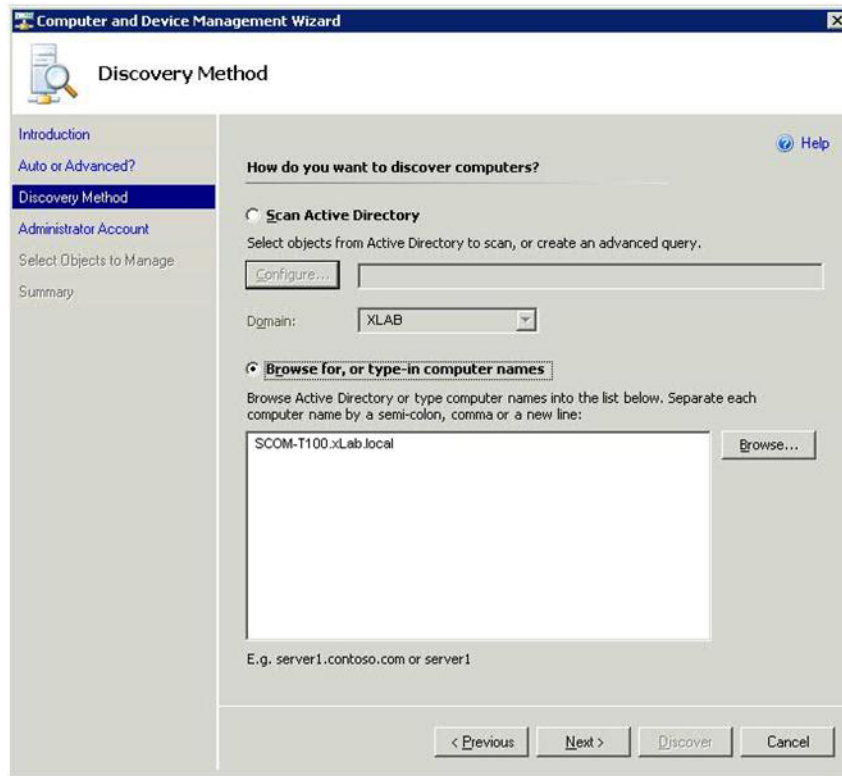 Computer and Device Management Wizard
Discovery Method
Introduction
Auto or Advanced?
Discovery Method
Administrator Account
Select Objects to Manage
Summary
Help
How do you want to discover computers?
Scan Active Directory
Select objects from Active Directory to scan, or create an advanced query.
Configure...
Domain:
XLAB
Browse for, or type-in computer names
Browse Active Directory or type computer names into the list below. Separate each
computer name by a semi-colon, comma or a new line:
SCOM-T100.xLab.local
Browse...
E.g. server1.contoso.com or server1
< Previous
Next >
Discover
Cancel